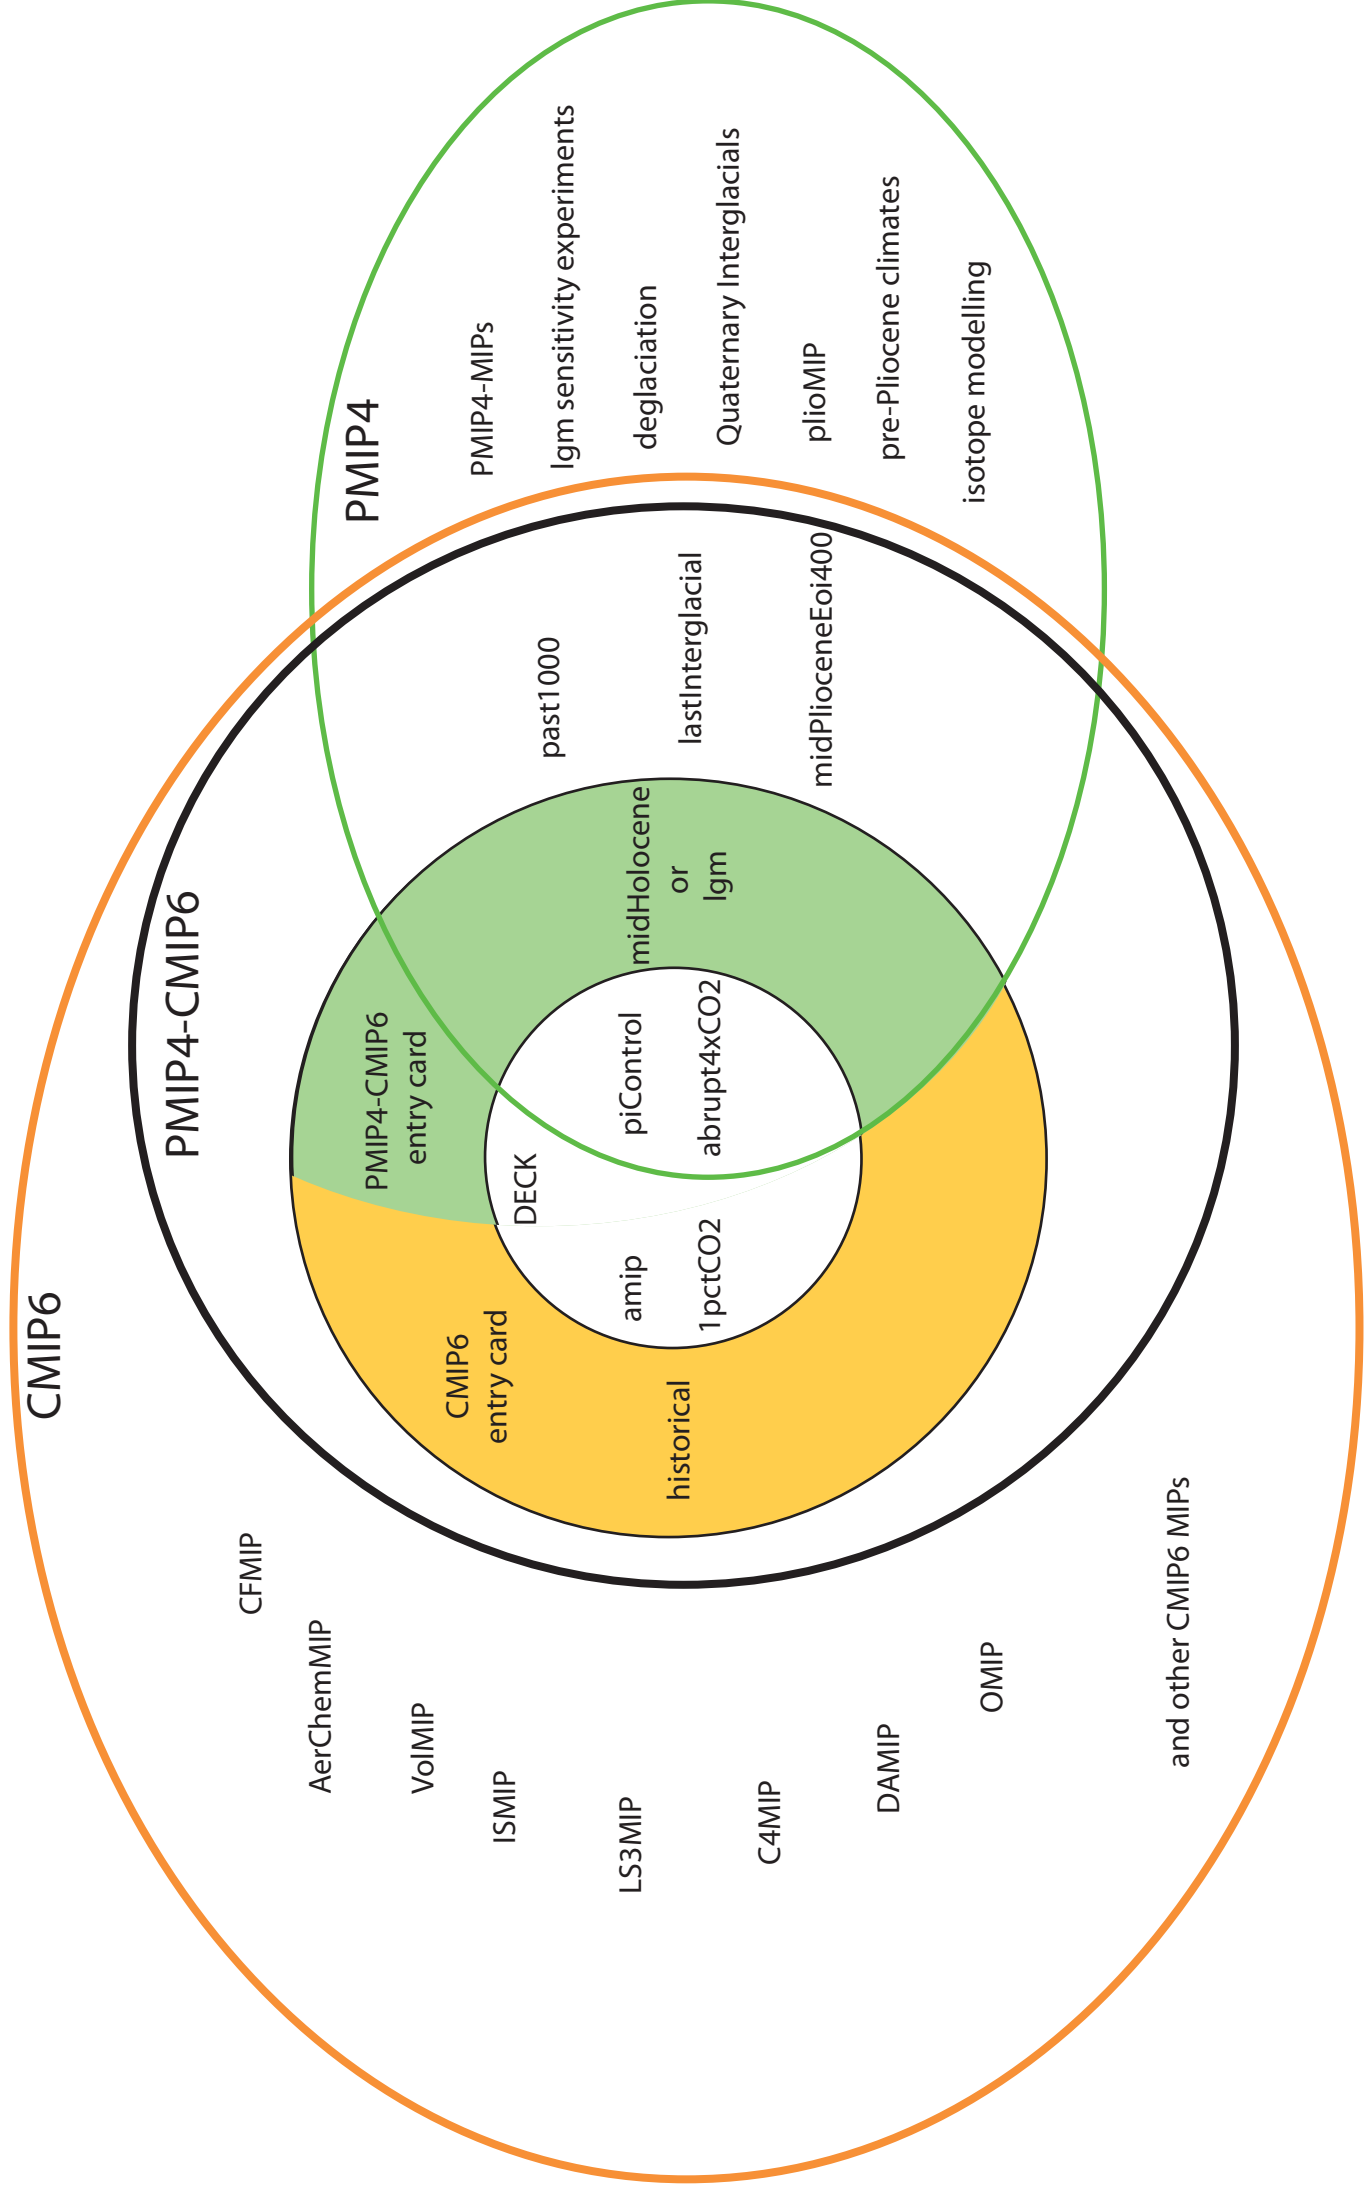 CMIP6
PMIP4-CMIP6
PMIP4
CFMIP
AerChemMIP
VolMIP
ISMIP
LS3MIP
C4MIP
DAMIP
OMIP
and other CMIP6 MIPs
CMIP6
entry card
historical
PMIP4-CMIP6
entry card
DECK
amip
1pctCO2
piControl
abrupt4xCO2
midHolocene
or
lgm
past1000
lastInterglacial
midPlioceneEoi400
PMIP4-MIPs
lgm sensitivity experiments
deglaciation
Quaternary Interglacials
plioMIP
pre-Pliocene climates
isotope modelling